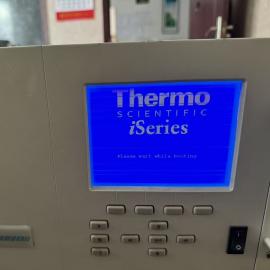 Thermo
SCIENTIFIC
iSeries
Please wait while booting